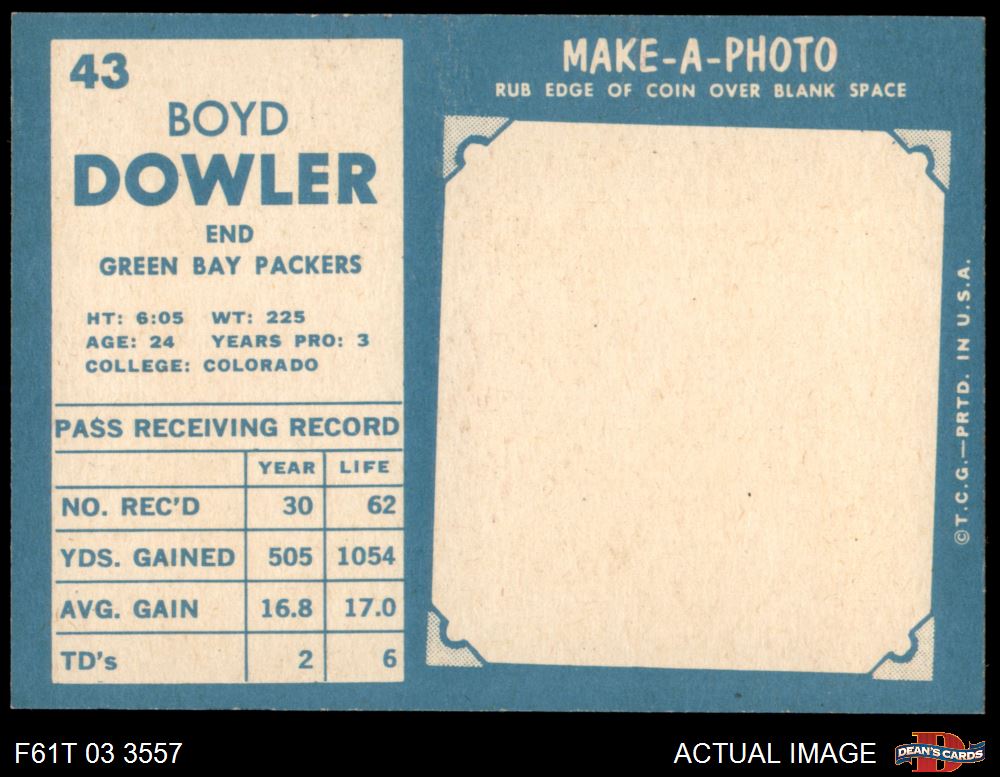 43
BOYD
DOWLER
END
GREEN BAY PACKERS
HT: 6:05 WT: 225
AGE: 24 YEARS PRO: 3
COLLEGE: COLORADO
PASS RECEIVING RECORD
YEAR LIFE
NO. REC'D 30 62
YDS. GAINED 505 1054
AVG. GAIN 16.8 17.0
TD's 2 6
MAKE-A-PHOTO
RUB EDGE OF COIN OVER BLANK SPACE
©T.C.G.—PRTD. IN U.S.A.
F61T 03 3557
ACTUAL IMAGE
D
DEAN'S CARDS